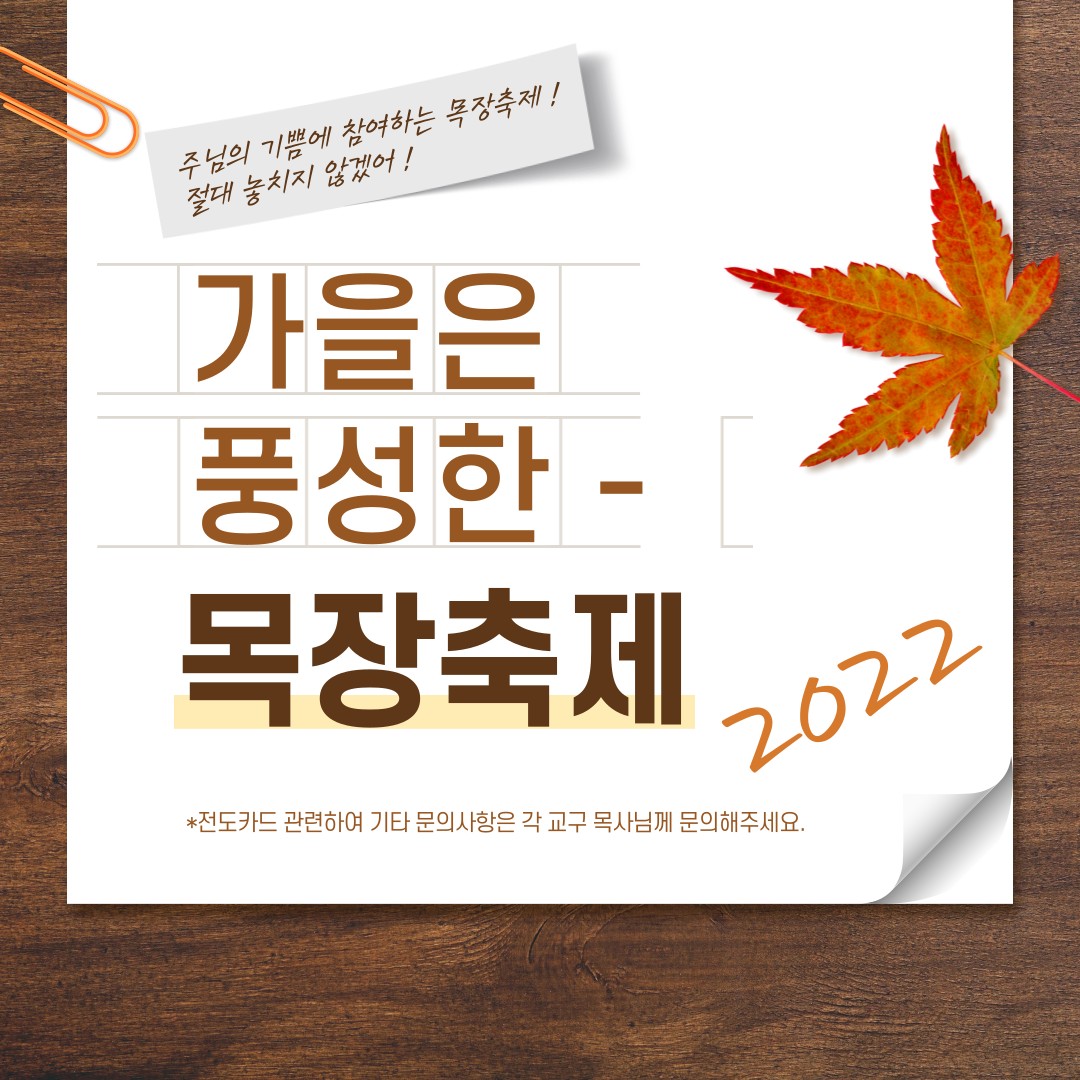 주님의 기쁨에 참여하는 목장축제 !
절대 놓치지 않겠어 !
가을은
풍성한 -
목장축제
2022
*전도카드 관련하여 기타 문의사항은 각 교구 목사님께 문의해주세요.